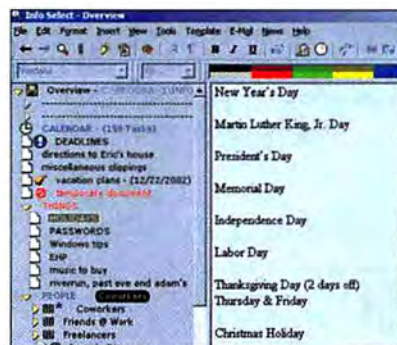 Info Select - Overview
File Edit Format Insert View Tools Template E-Mail News Help
B I U
Overview -
CALENDAR - (159 Tasks)
DEADLINES
directions to Eric's house
miscellaneous clippings
vacation plans - (12/22/2002)
temporary document
THINGS
HOLIDAYS
PASSWORDS
Windows tips
EHP
music to buy
riverrun, past eve and adam's
PEOPLE Coworkers
Coworkers
Friends @ Work
Freelancers
New Year's Day
Martin Luther King, Jr. Day
President's Day
Memorial Day
Independence Day
Labor Day
Thanksgiving Day (2 days off)
Thursday & Friday
Christmas Holiday